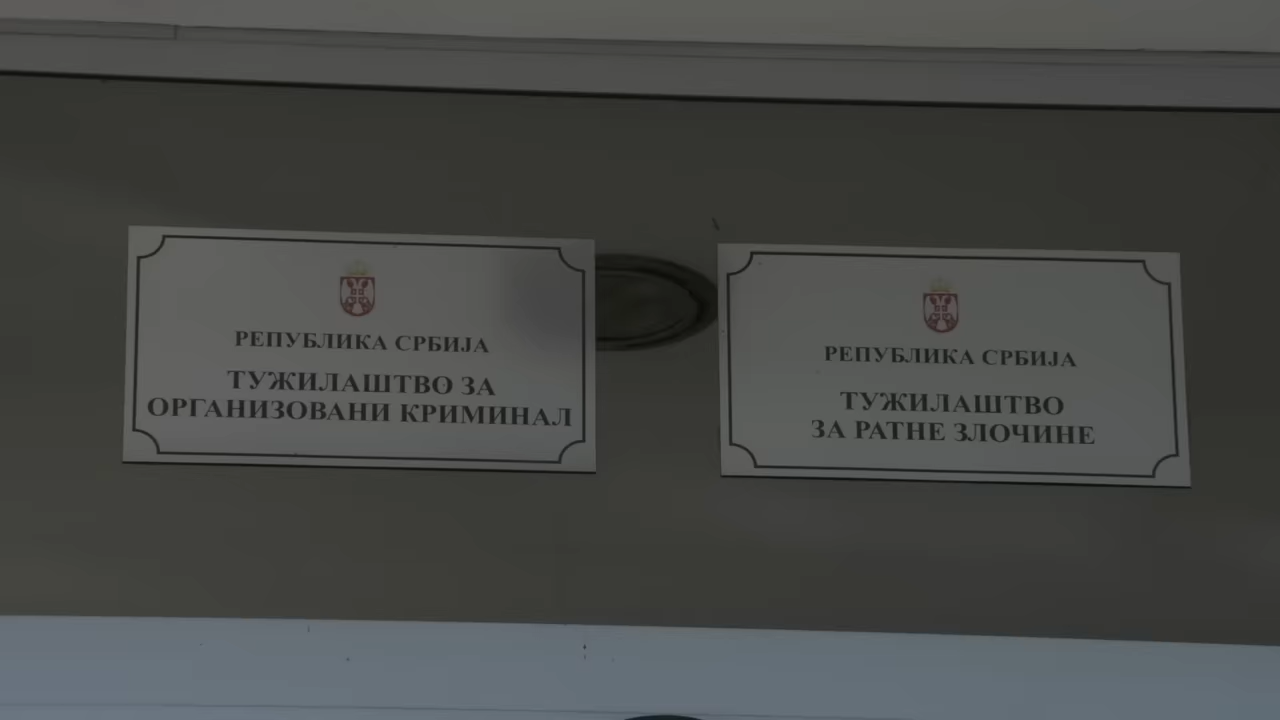 РЕПУБЛИКА СРБИЈА
ТУЖИЛАШТВО ЗА
ОРГАНИЗОВАНИ КРИМИНАЛ
РЕПУБЛИКА СРБИЈА
ТУЖИЛАШТВО
ЗА РАТНЕ ЗЛОЧИНЕ